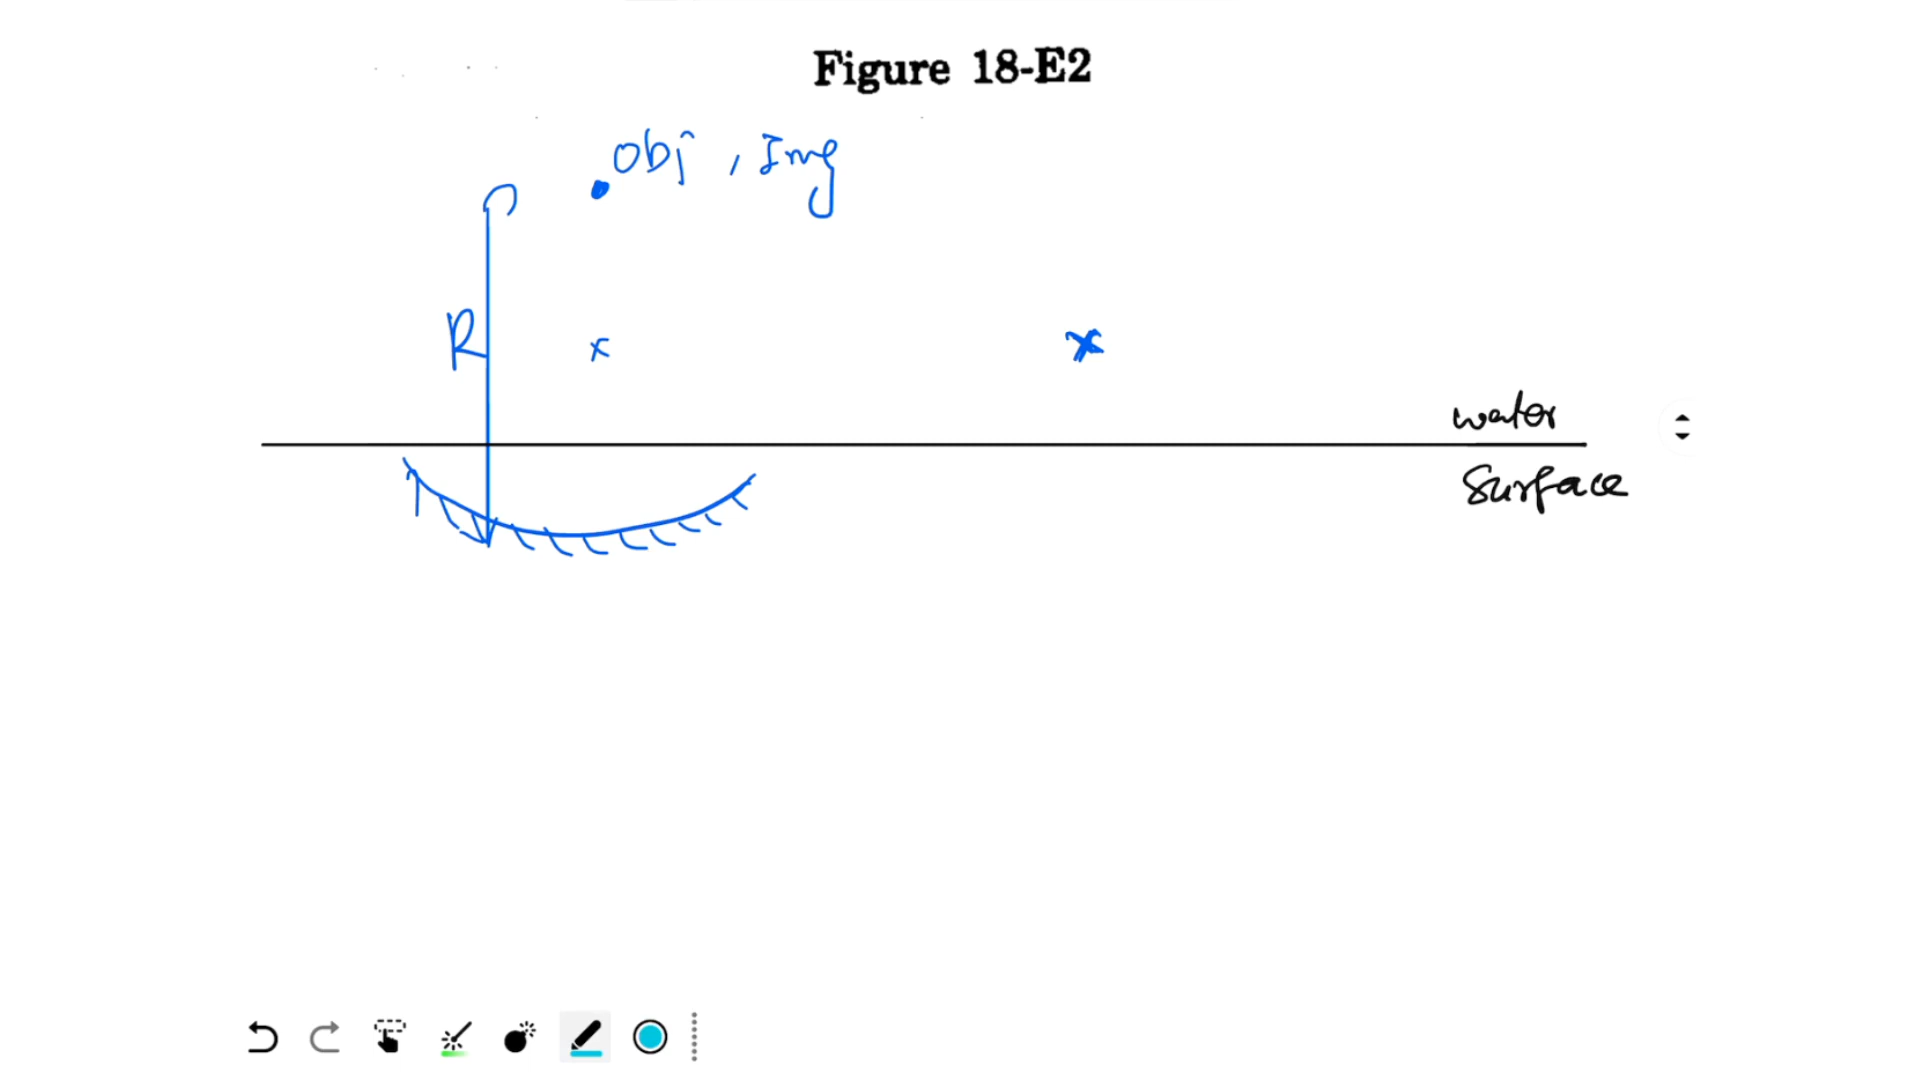 Figure 18-E2
Obj , Img
R
x
x
water
Surface